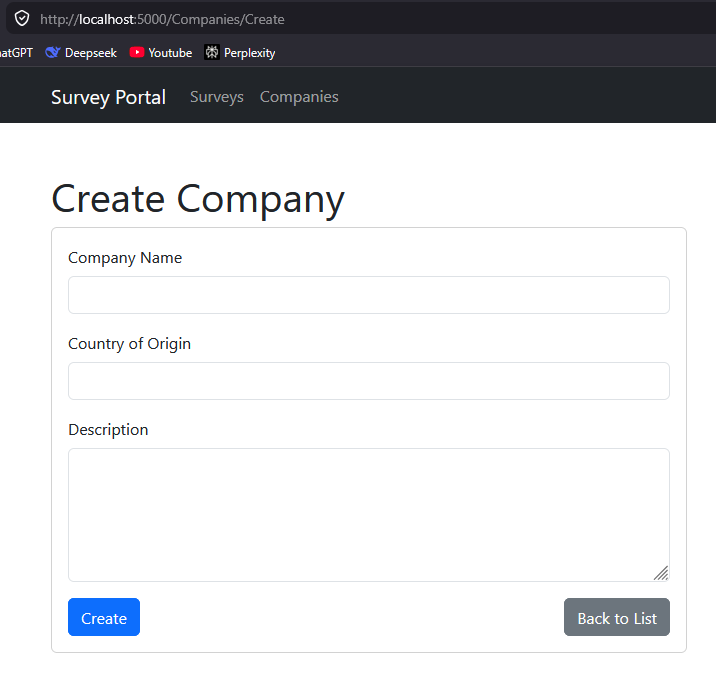 http://localhost:5000/Companies/Create
atGPT Deepseek Youtube Perplexity
Survey Portal Surveys Companies
Create Company
Company Name
Country of Origin
Description
Create Back to List